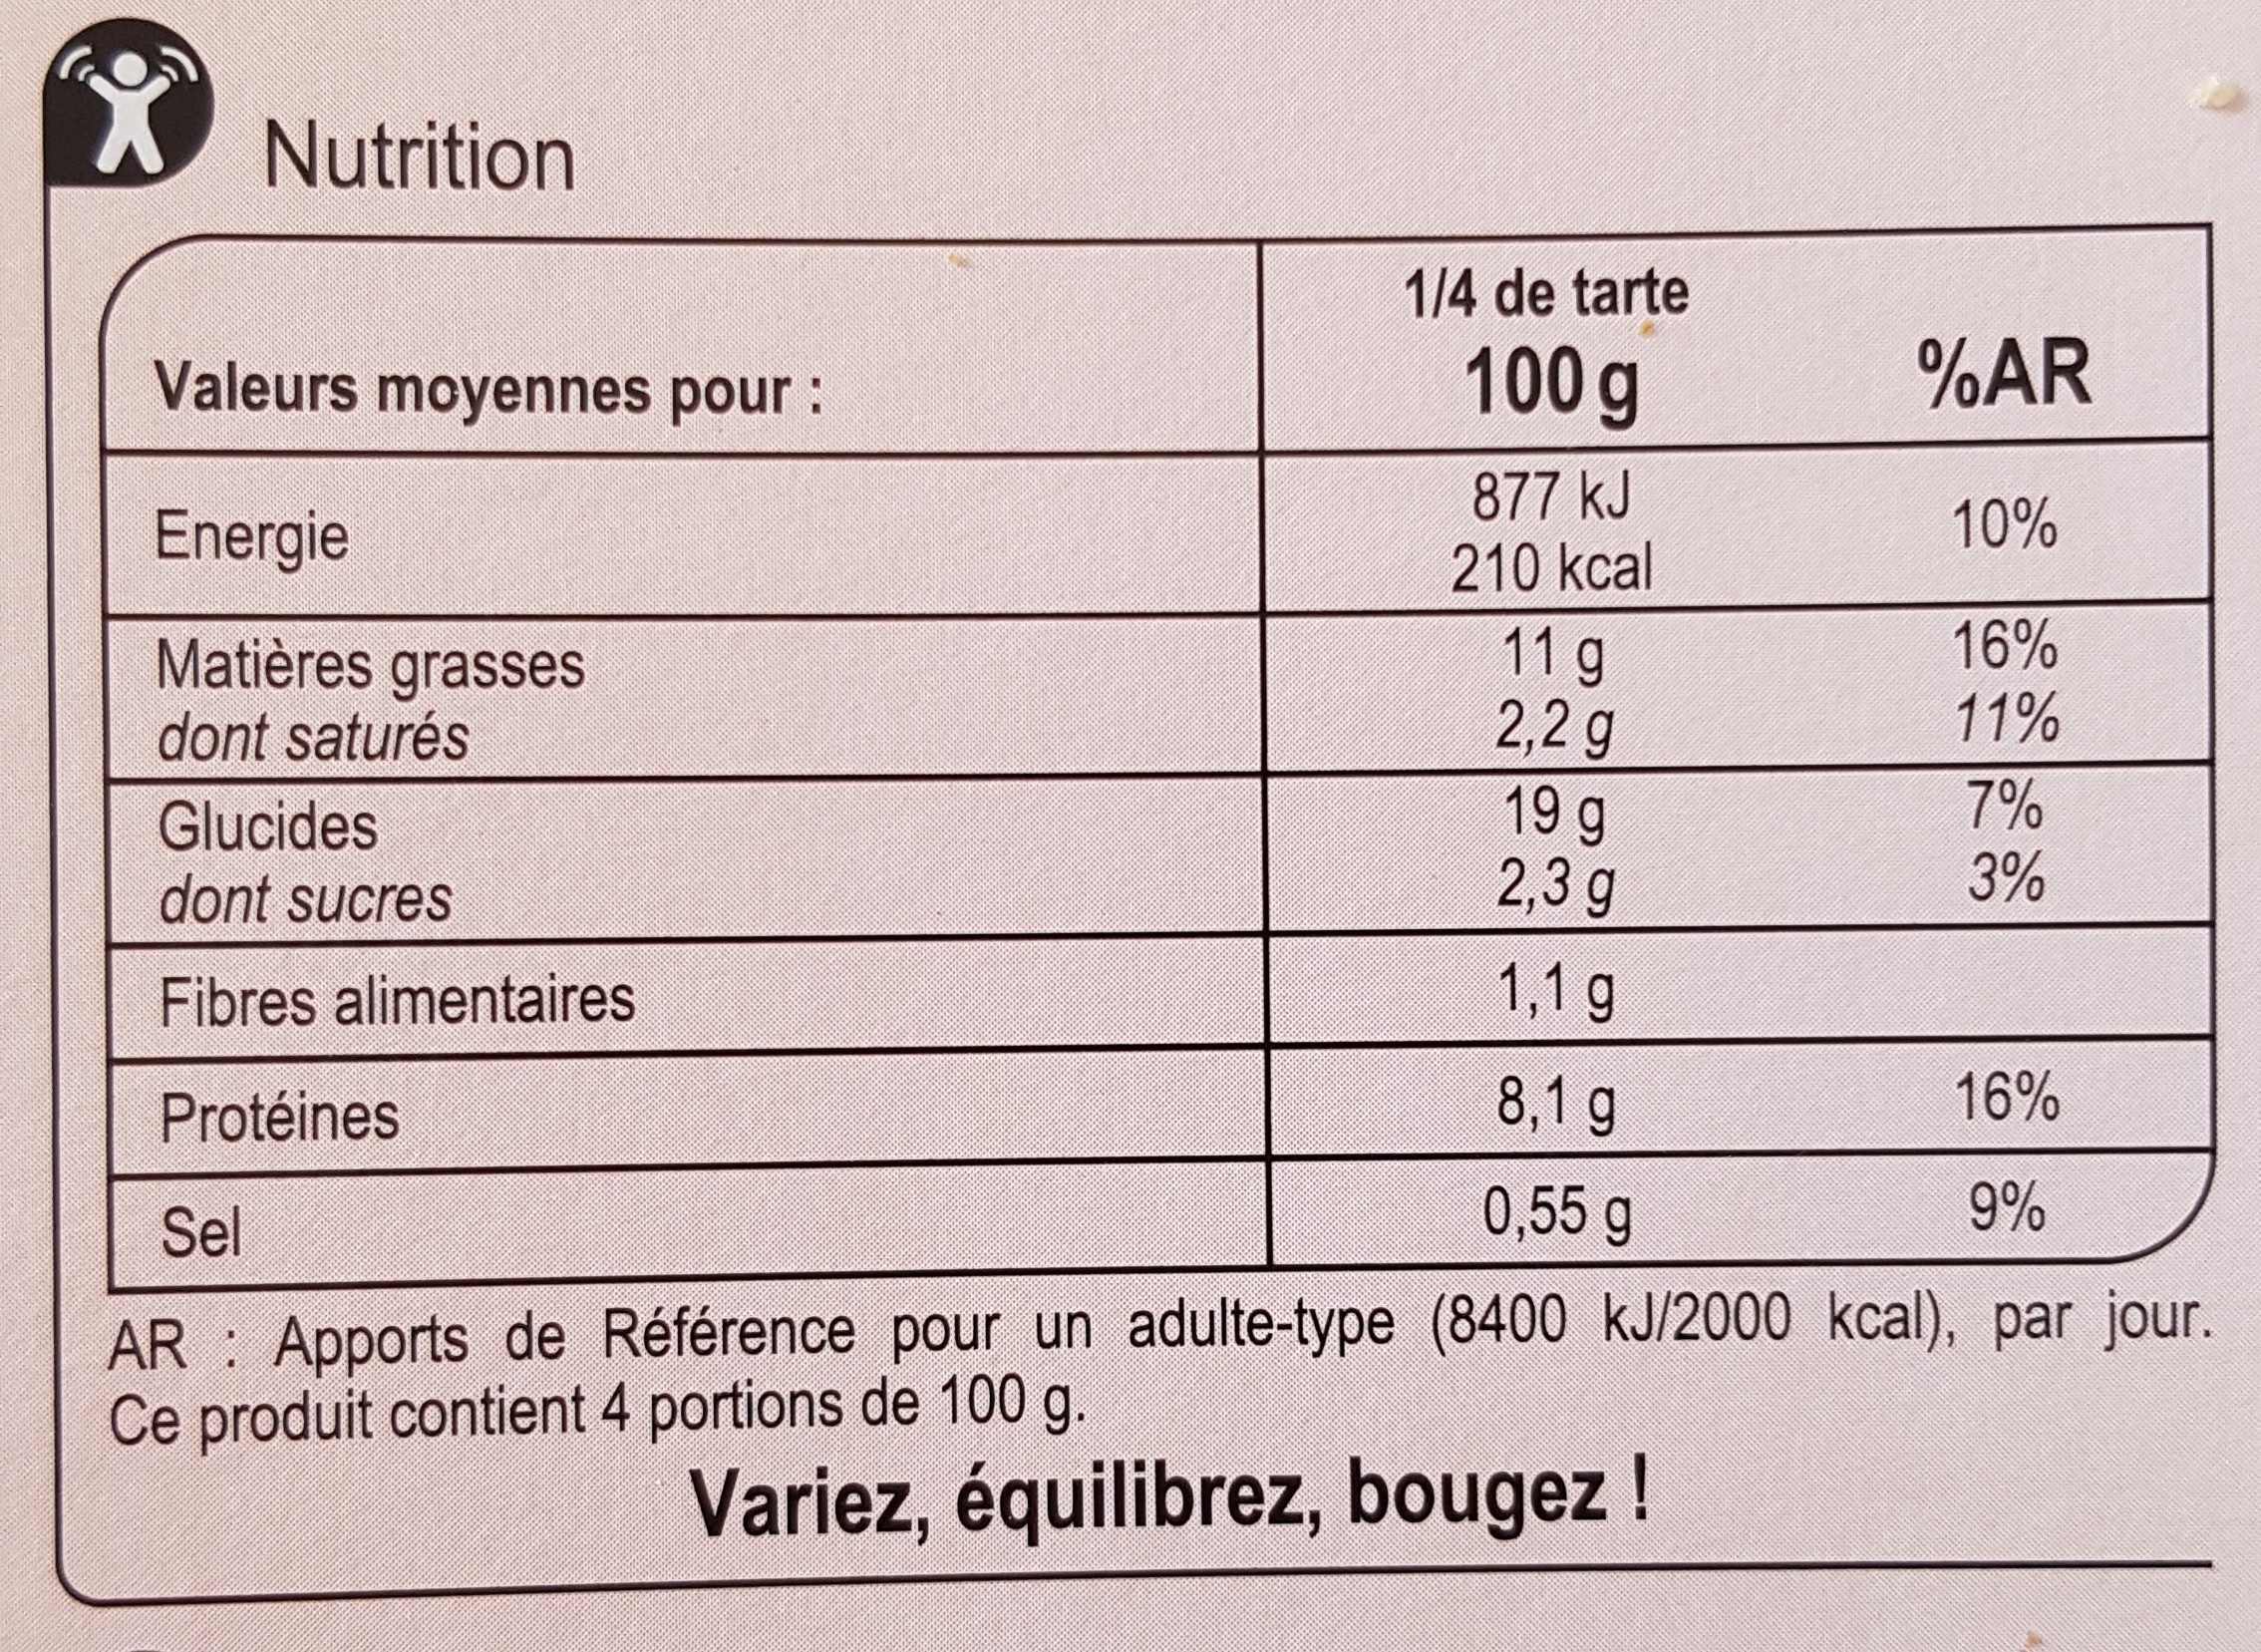 Nutrition
1/4 de tarte
Valeurs moyennes pour : 100 g %AR
877 kJ
Energie 10%
210 kcal
Matières grasses 11 g 16%
dont saturés 2,2 g 11%
Glucides 19 g 7%
dont sucres 2,3 g 3%
Fibres alimentaires 1,1 g
Protéines 8,1 g 16%
Sel 0,55 g 9%
AR : Apports de Référence pour un adulte-type (8400 kJ/2000 kcal), par jour.
Ce produit contient 4 portions de 100 g.
Variez, équilibrez, bougez !